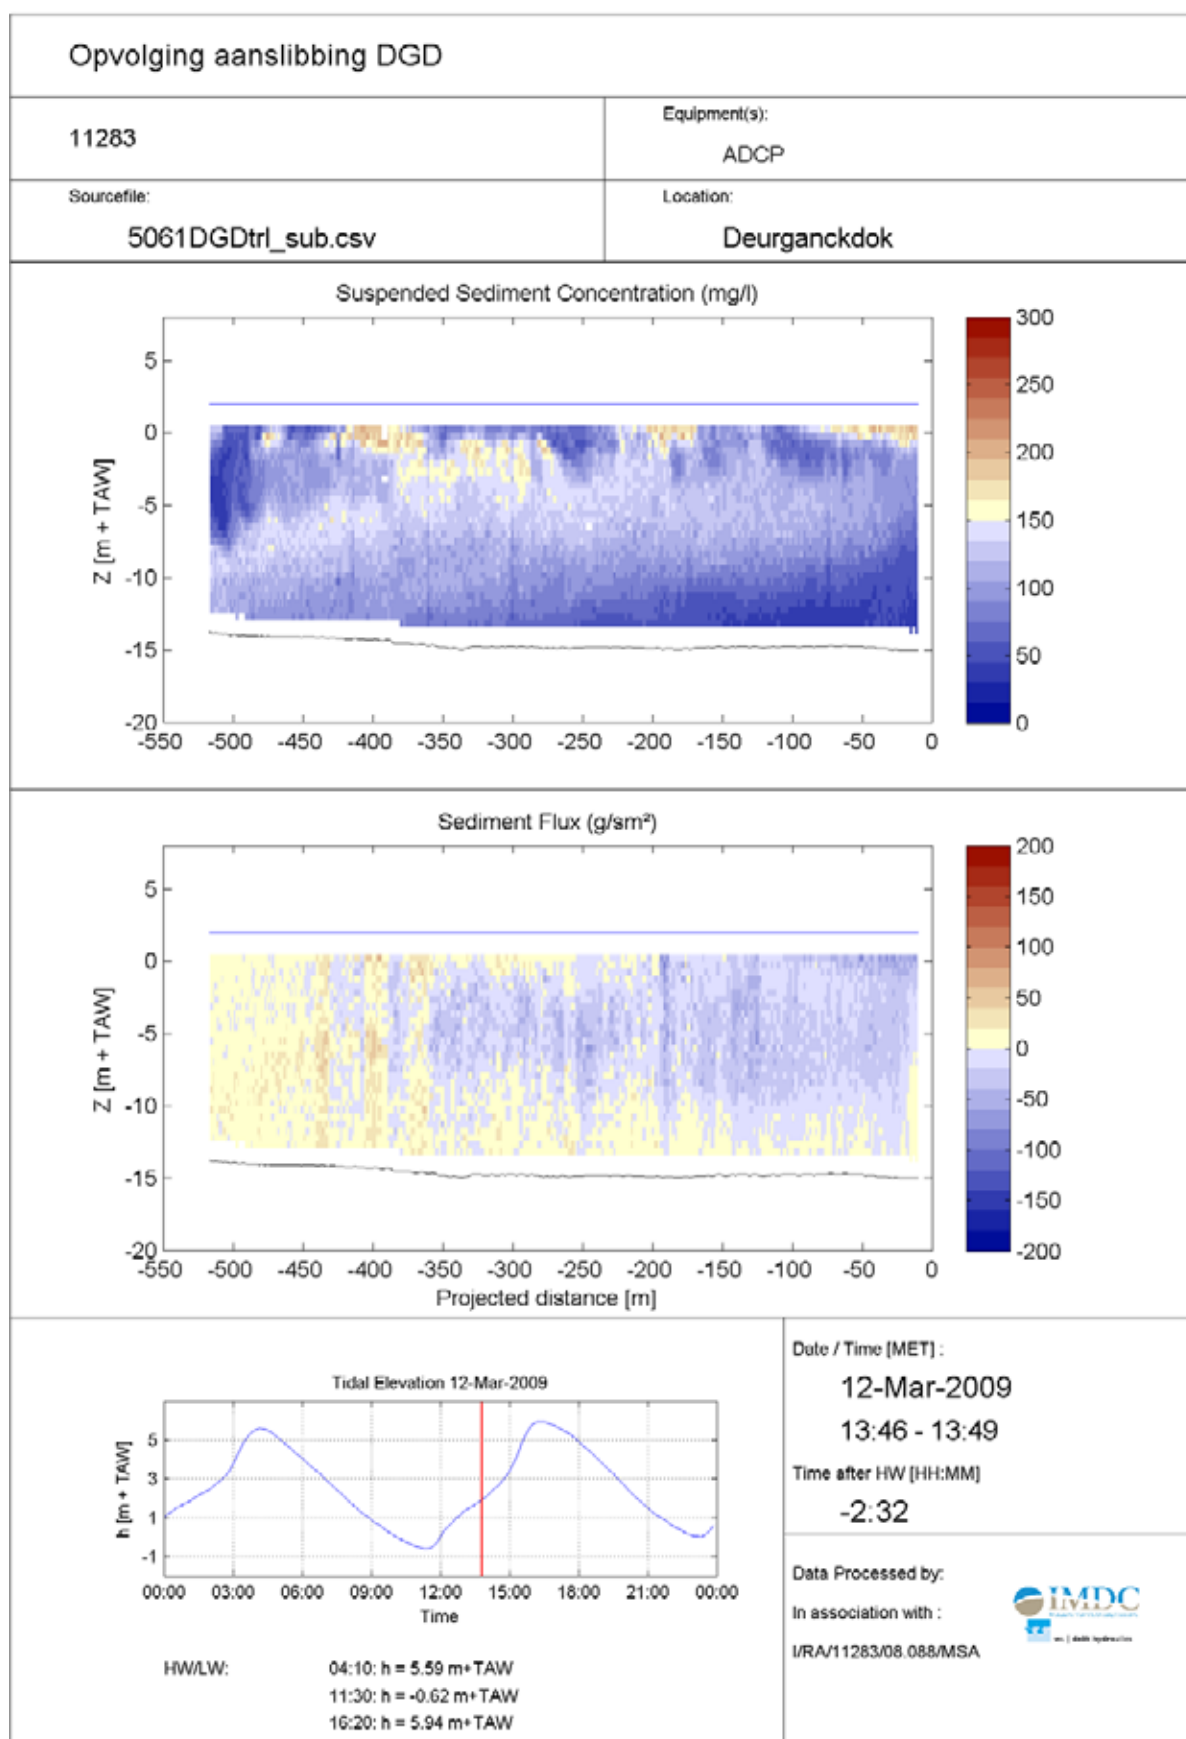 Opvolging aanslibbing DGD
11283
Equipment(s):
ADCP
Sourcefile:
5061DGDtrl_sub.csv
Location:
Deurganckdok
Suspended Sediment Concentration (mg/l)
Z [m + TAW]
5
0
-5
-10
-15
-20
-550 -500 -450 -400 -350 -300 -250 -200 -150 -100 -50 0
300
250
200
150
100
50
0
Sediment Flux (g/sm²)
Z [m + TAW]
5
0
-5
-10
-15
-20
-550 -500 -450 -400 -350 -300 -250 -200 -150 -100 -50 0
Projected distance [m]
200
150
100
50
0
-50
-100
-150
-200
Tidal Elevation 12-Mar-2009
h [m + TAW]
5
3
1
-1
00:00 03:00 06:00 09:00 12:00 15:00 18:00 21:00 00:00
Time
HW/LW:
04:10: h = 5.59 m+TAW
11:30: h = -0.62 m+TAW
16:20: h = 5.94 m+TAW
Date / Time [MET] :
12-Mar-2009
13:46 - 13:49
Time after HW [HH:MM]
-2:32
Data Processed by:
IMDC
In association with :
I/RA/11283/08.088/MSA